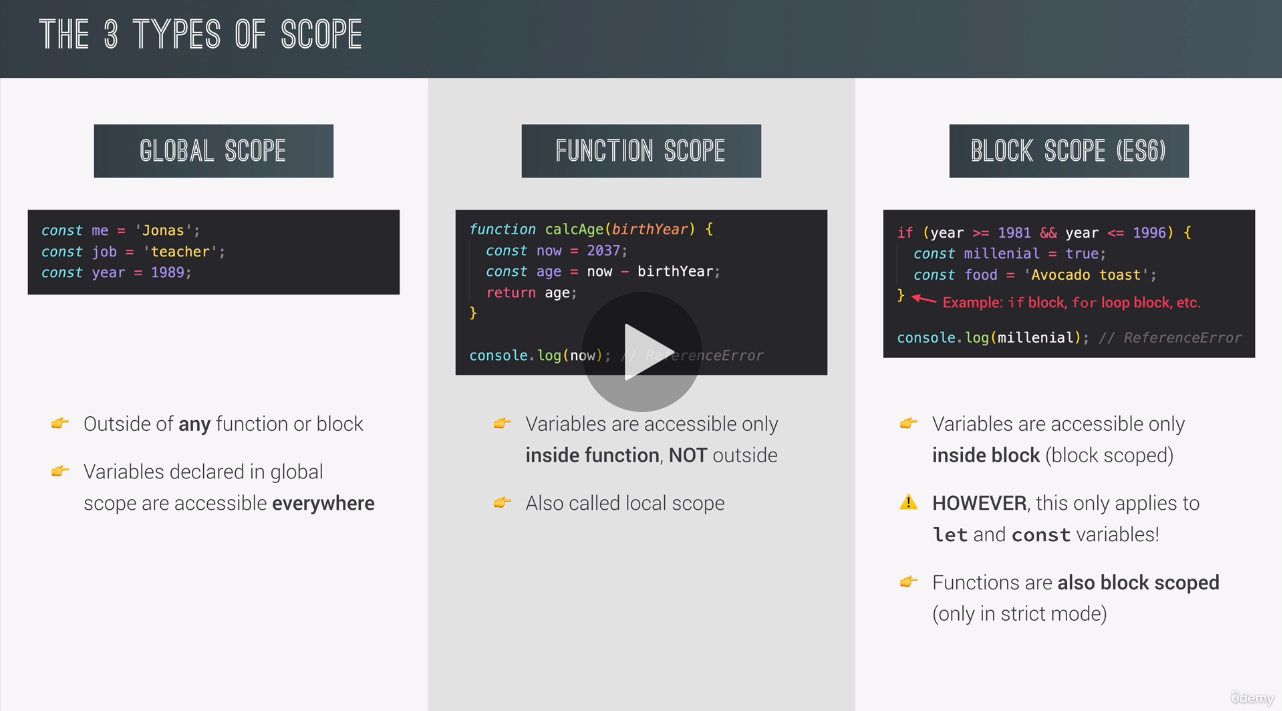 THE 3 TYPES OF SCOPE
GLOBAL SCOPE
const me = 'Jonas';
const job = 'teacher';
const year = 1989;
Outside of any function or block
Variables declared in global
scope are accessible everywhere
FUNCTION SCOPE
function calcAge(birthYear) {
const now = 2037;
const age = now − birthYear;
return age;
}
console.log(now); // ReferenceError
Variables are accessible only
inside function, NOT outside
Also called local scope
BLOCK SCOPE (ES6)
if (year >= 1981 && year <= 1996) {
const millenial = true;
const food = 'Avocado toast';
}
Example: if block, for loop block, etc.
console.log(millenial); // ReferenceError
Variables are accessible only
inside block (block scoped)
HOWEVER, this only applies to
let and const variables!
Functions are also block scoped
(only in strict mode)
ûdemy